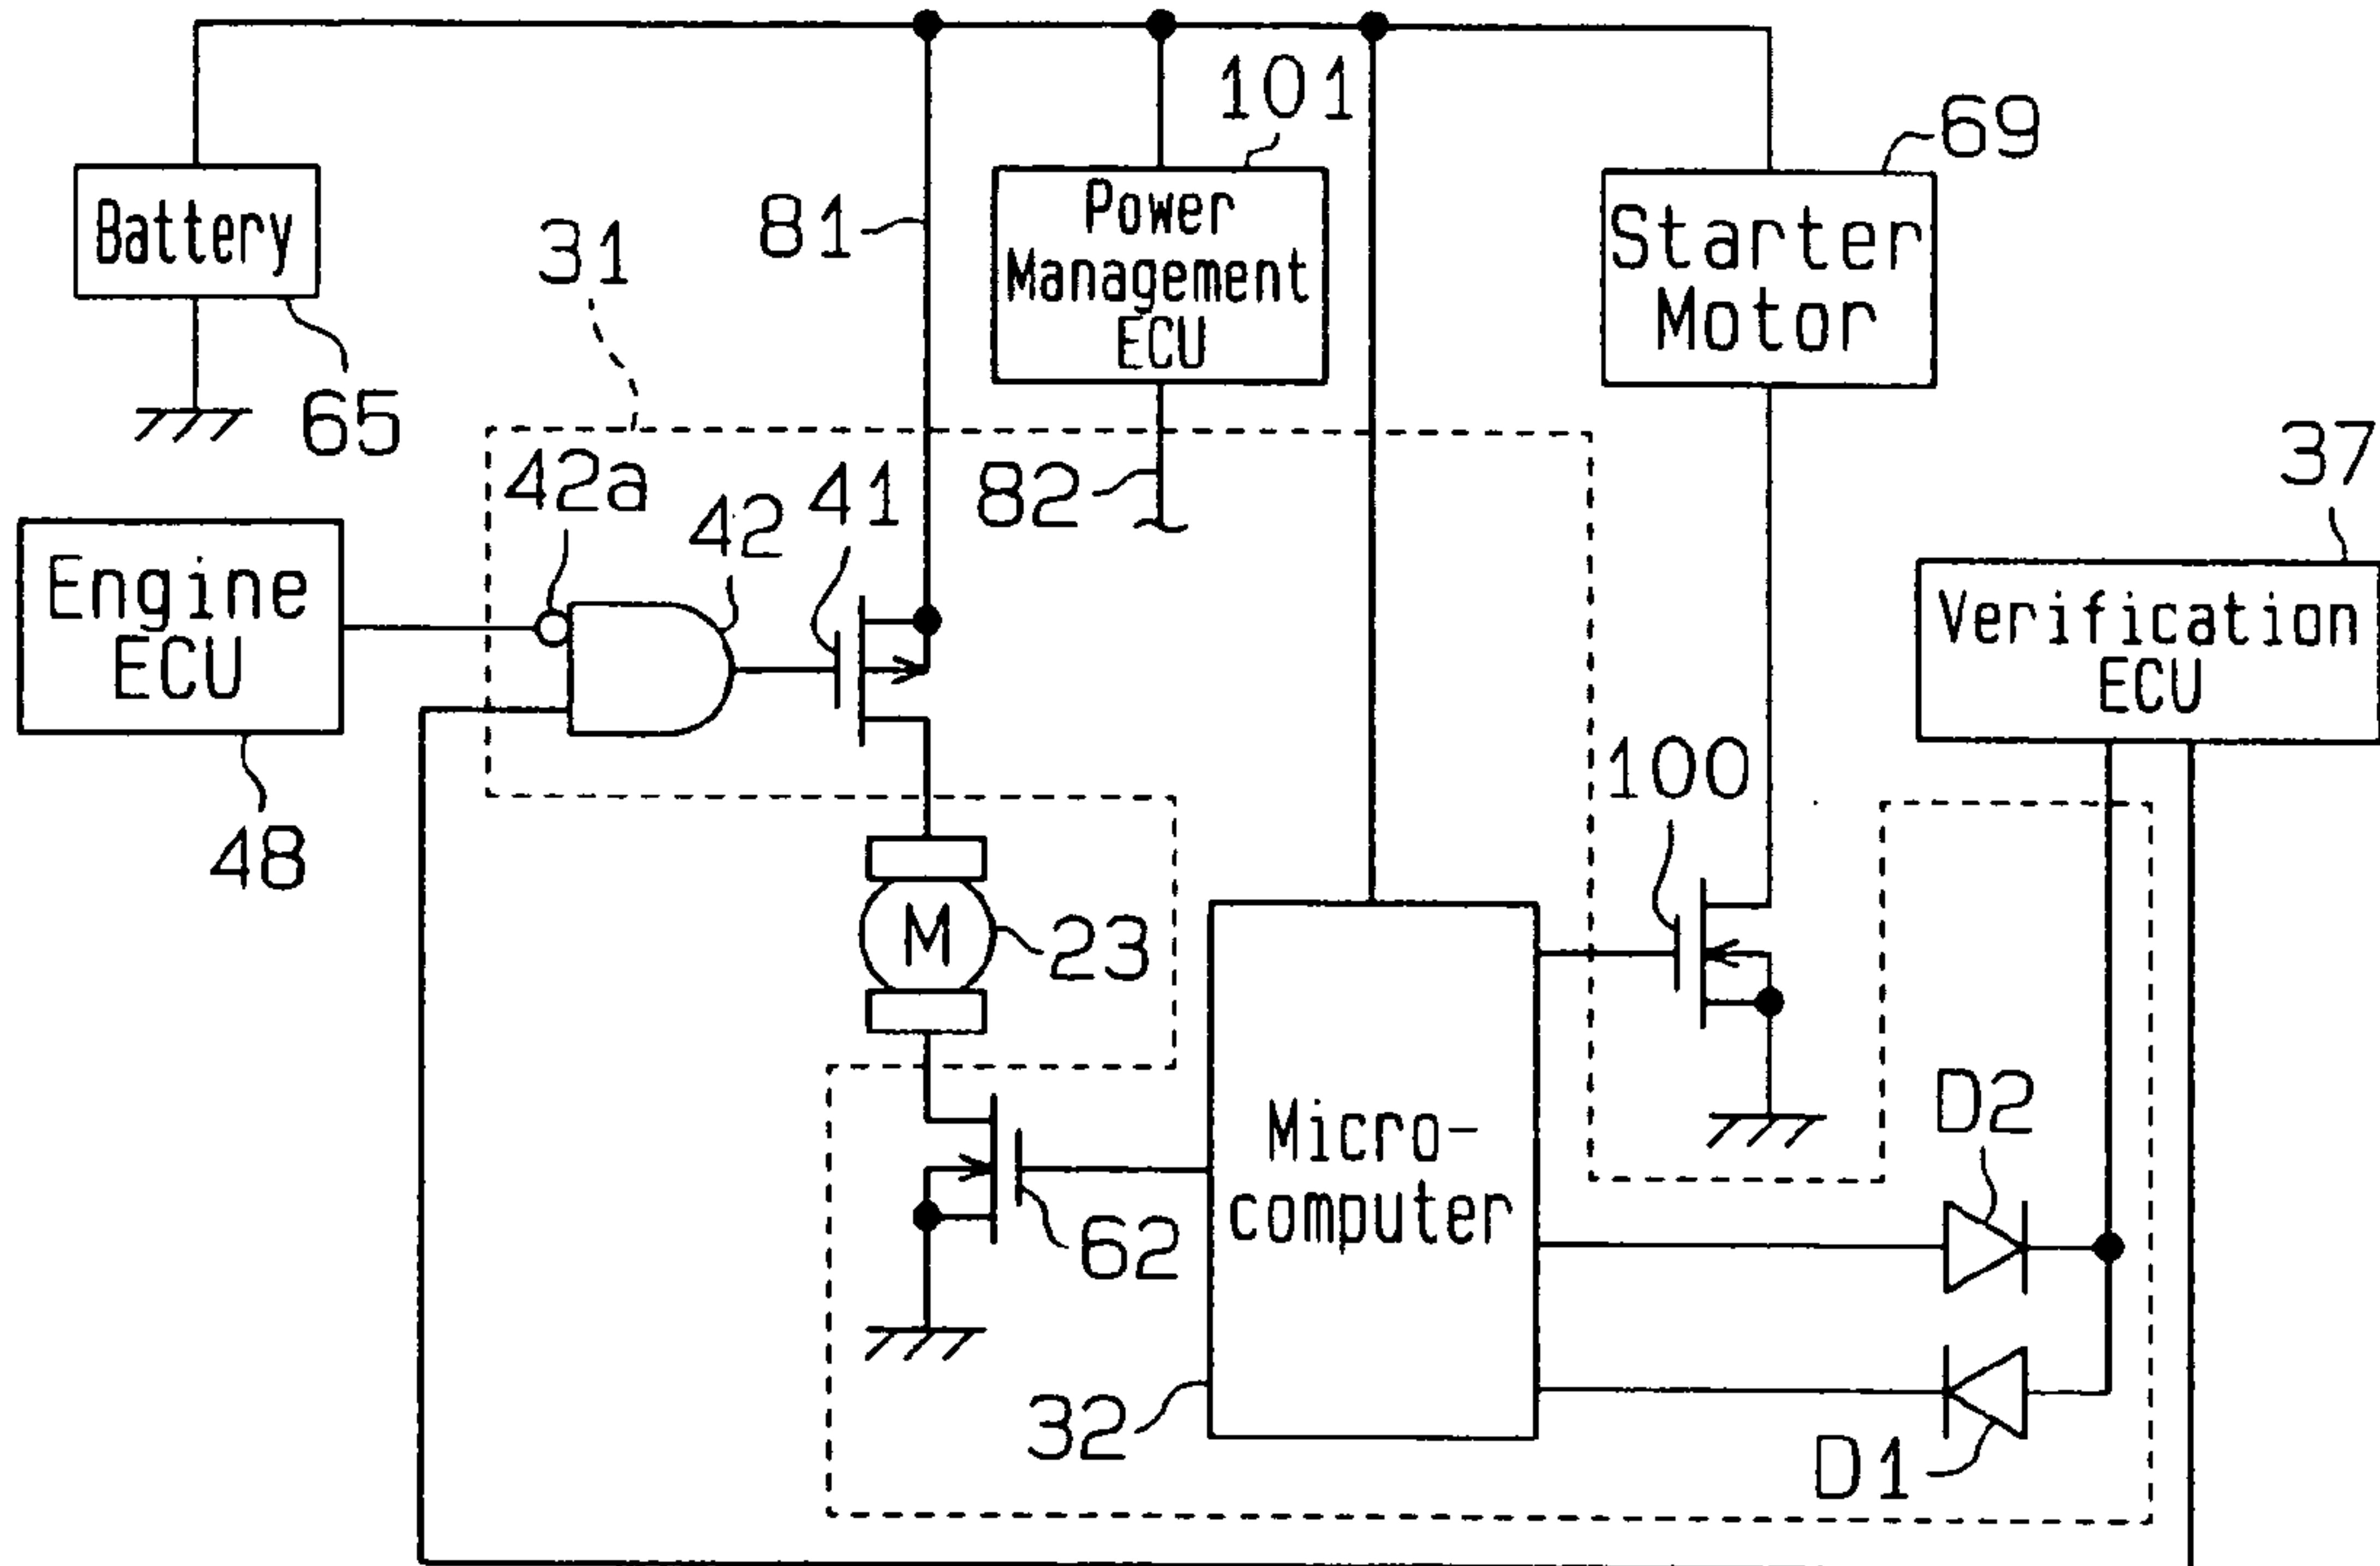 101
69
Battery
81
Power
Management
ECU
Starter
Motor
31
65
37
42a
41
82
42
Engine
ECU
Verification
ECU
100
48
M
23
D2
Micro-
computer
62
32
D1